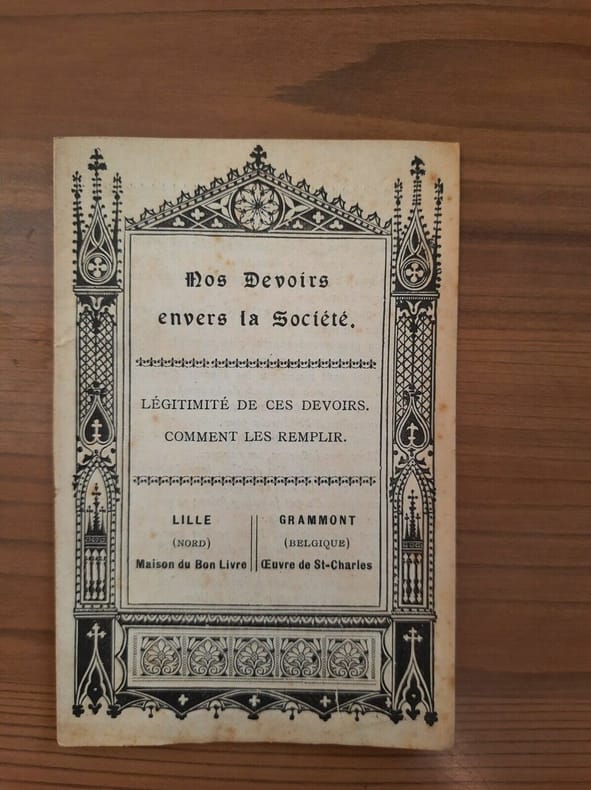 Nos Devoirs
envers la Société.
LÉGITIMITÉ DE CES DEVOIRS.
COMMENT LES REMPLIR.
LILLE
(NORD)
Maison du Bon Livre
GRAMMONT
(BELGIQUE)
Œuvre de St-Charles